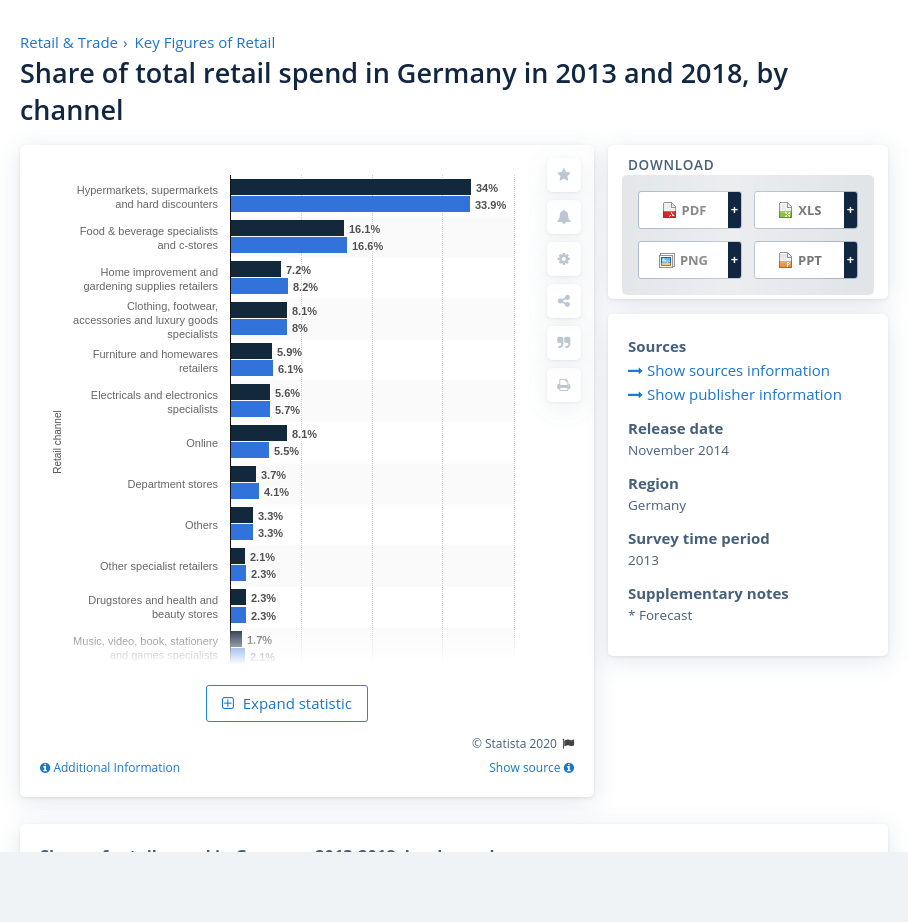 Retail & Trade › Key Figures of Retail
Share of total retail spend in Germany in 2013 and 2018, by
channel
Hypermarkets, supermarkets
and hard discounters
34%
33.9%
Food & beverage specialists
and c-stores
16.1%
16.6%
Home improvement and
gardening supplies retailers
7.2%
8.2%
Clothing, footwear,
accessories and luxury goods
specialists
8.1%
8%
Furniture and homewares
retailers
5.9%
6.1%
Electricals and electronics
specialists
5.6%
5.7%
Retail channel
Online
8.1%
5.5%
Department stores
3.7%
4.1%
Others
3.3%
3.3%
Other specialist retailers
2.1%
2.3%
Drugstores and health and
beauty stores
2.3%
2.3%
Music, video, book, stationery
and games specialists
1.7%
2.1%
Expand statistic
© Statista 2020
Additional Information
Show source
DOWNLOAD
PDF +
XLS +
PNG +
PPT +
Sources
Show sources information
Show publisher information
Release date
November 2014
Region
Germany
Survey time period
2013
Supplementary notes
* Forecast